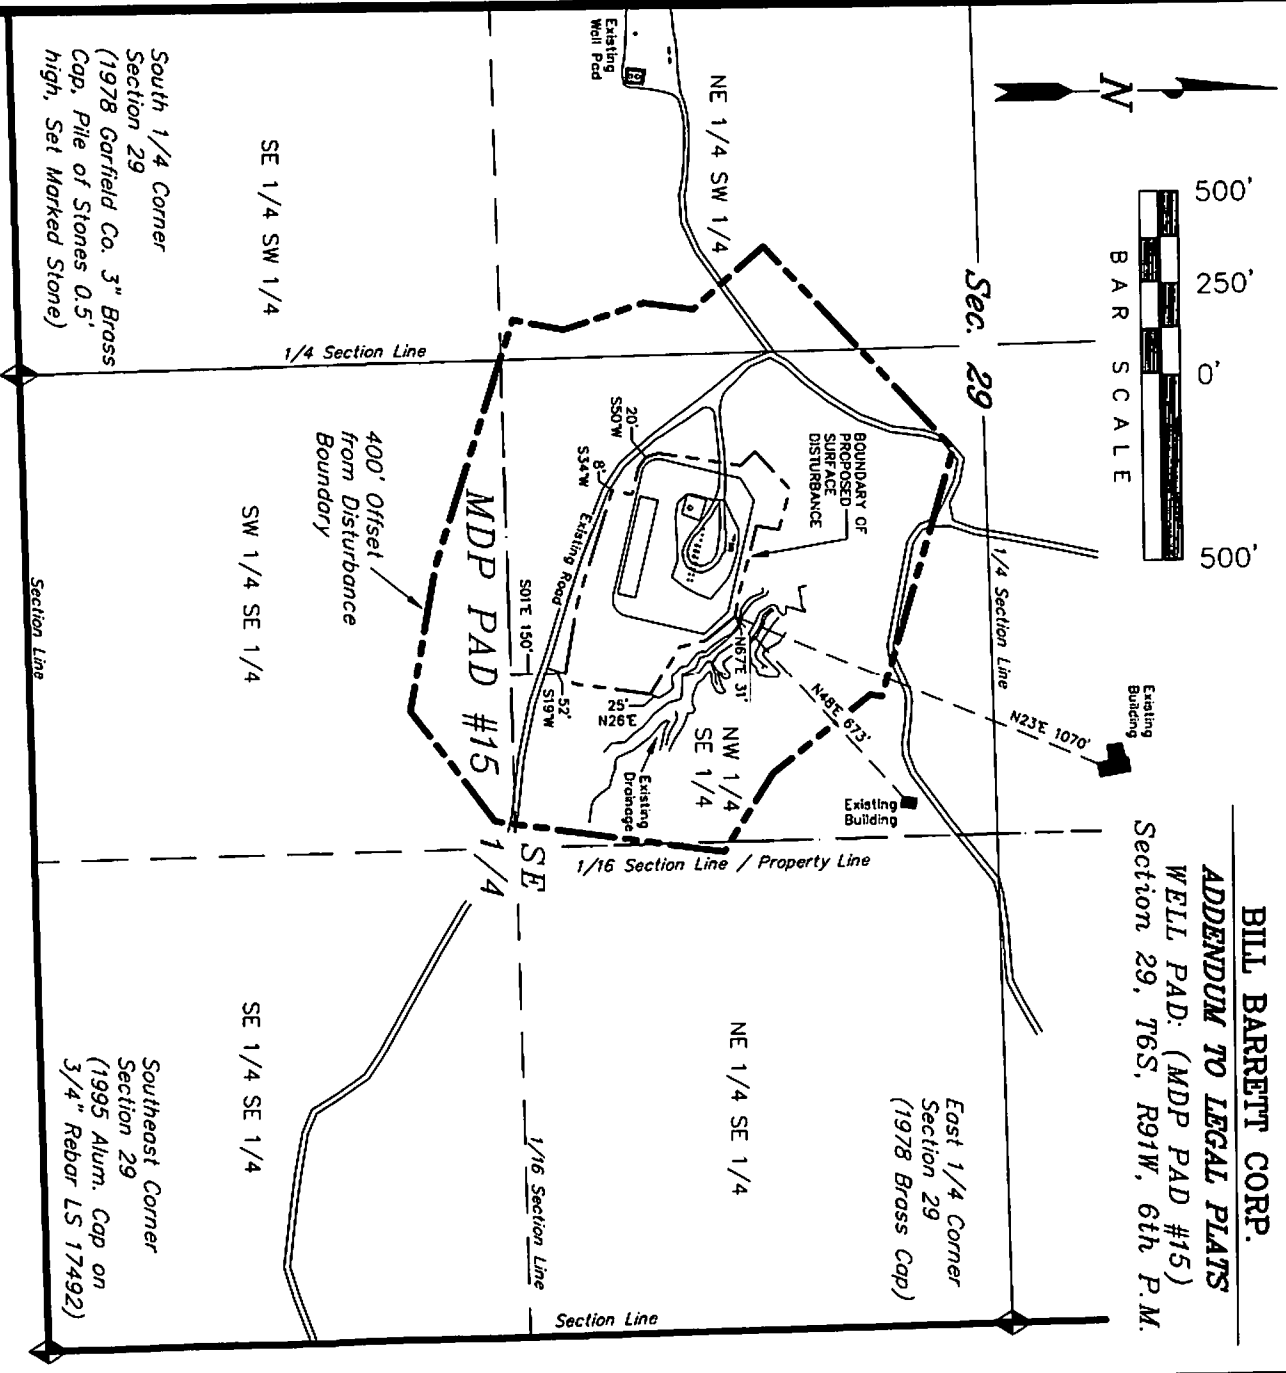 BILL BARRETT CORP.
ADDENDUM TO LEGAL PLATS
WELL PAD: (MDP PAD #15)
Section 29, T6S, R91W, 6th P.M.
500'
250'
0'
500'
BAR SCALE
N
Sec. 29
1/4 Section Line
Existing
Building
N23°E 1070'
Existing
Building
N48°E 673'
East 1/4 Corner
Section 29
(1978 Brass Cap)
NE 1/4 SW 1/4
Existing
Well Pad
BOUNDARY OF
PROPOSED
SURFACE
DISTURBANCE
N67°E 31'
NW 1/4
SE 1/4
NE 1/4 SE 1/4
20'
S50°W
8'
S34°W
Existing Road
25'
N26°E
Existing
Drainage
52'
S19°W
S01°E 150'
1/16 Section Line / Property Line
Section Line
SE
1/4
1/16 Section Line
MDP PAD #15
400' Offset
from Disturbance
Boundary
1/4 Section Line
SE 1/4 SW 1/4
SW 1/4 SE 1/4
SE 1/4 SE 1/4
South 1/4 Corner
Section 29
(1978 Garfield Co. 3" Brass
Cap, Pile of Stones 0.5'
high, Set Marked Stone)
Southeast Corner
Section 29
(1995 Alum. Cap on
3/4" Rebar LS 17492)
Section Line